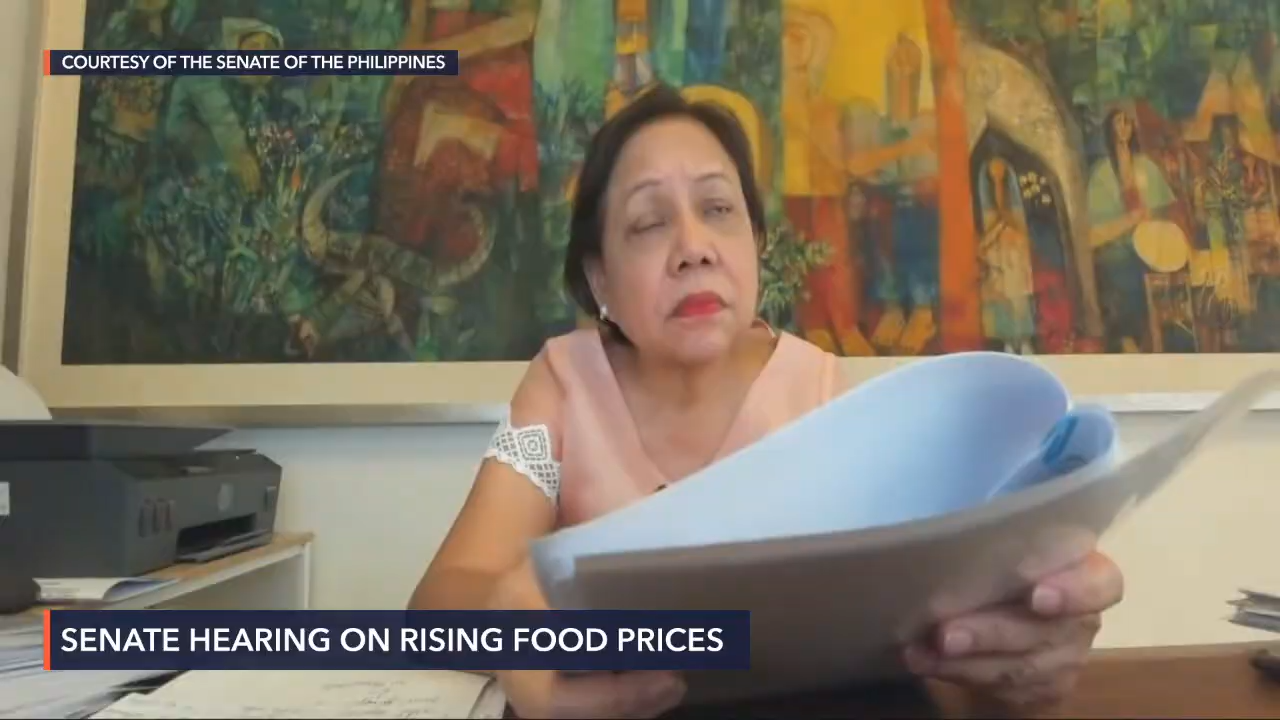 COURTESY OF THE SENATE OF THE PHILIPPINES
SENATE HEARING ON RISING FOOD PRICES